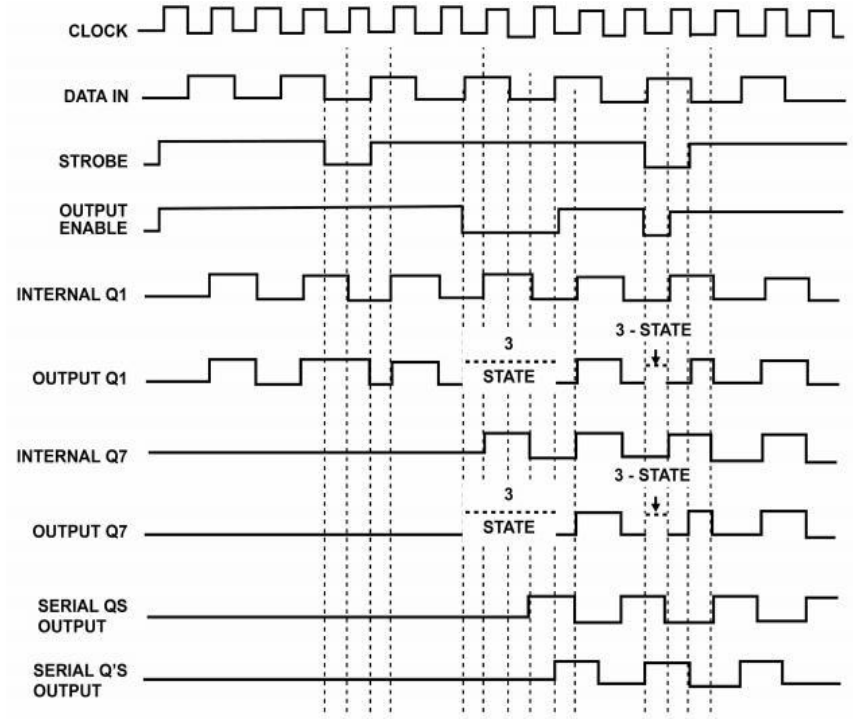 CLOCK
DATA IN
STROBE
OUTPUT
ENABLE
INTERNAL Q1
3
3 - STATE
OUTPUT Q1
STATE
INTERNAL Q7
3 - STATE
3
OUTPUT Q7
STATE
SERIAL QS
OUTPUT
SERIAL Q'S
OUTPUT